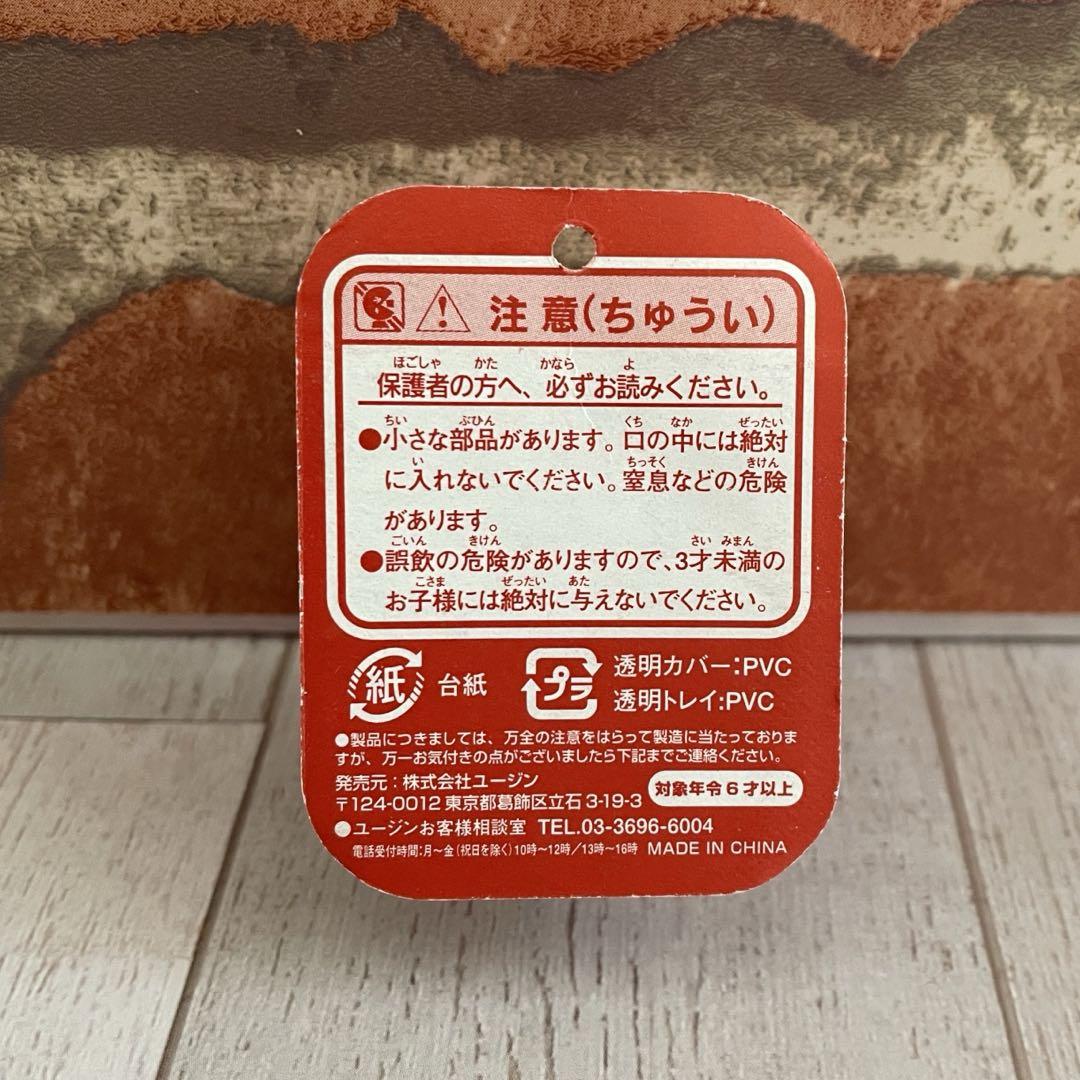 注意(ちゅうい)
ほごしゃ かた かなら よ
保護者の方へ、必ずお読みください。
ちい ぶひん くち なか ぜったい
●小さな部品があります。口の中には絶対
い ちっそく きけん
に入れないでください。窒息などの危険
があります。
ごいん きけん さい みまん
●誤飲の危険がありますので、3才未満の
こさま ぜったい あた
お子様には絶対に与えないでください。
紙 台紙
プラ 透明カバー:PVC
透明トレイ:PVC
●製品につきましては、万全の注意をはらって製造に当たっておりま
すが、万一お気付きの点がございましたら下記までご連絡ください。
発売元:株式会社ユージン
〒124-0012 東京都葛飾区立石3-19-3
対象年令6才以上
●ユージンお客様相談室 TEL.03-3696-6004
電話受付時間:月〜金(祝日を除く)10時〜12時/13時〜16時 MADE IN CHINA